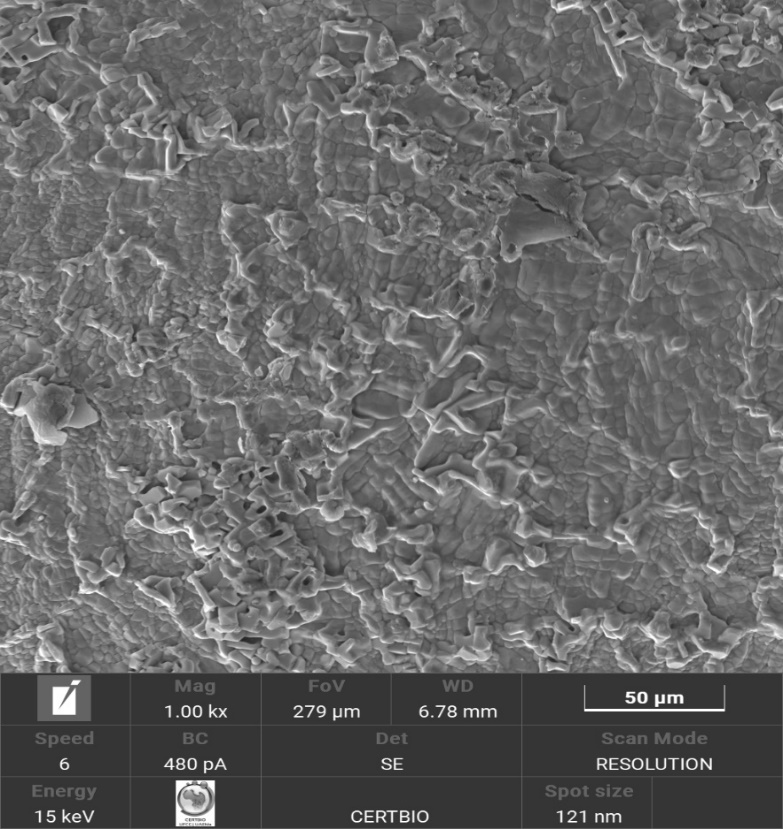 Mag FoV WD
1.00 kx 279 µm 6.78 mm 50 µm
Speed BC Det Scan Mode
6 480 pA SE RESOLUTION
Energy Spot size
15 keV CERTBIO 121 nm
CERTBIO